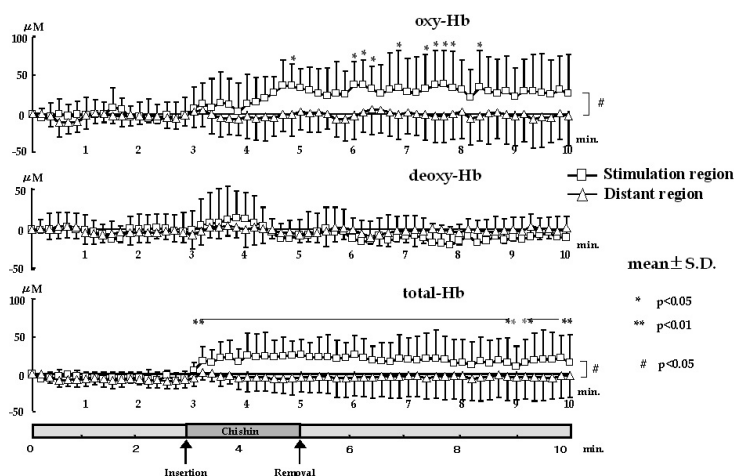 oxy-Hb
µM
100
50
0
-50
* * * * * * * * * *
#
1 2 3 4 5 6 7 8 9 10
min.
deoxy-Hb
µM
50
0
-50
1 2 3 4 5 6 7 8 9 10
min.
Stimulation region
Distant region
total-Hb
µM
100
50
0
-50
** ** ** **
#
1 2 3 4 5 6 7 8 9 10
mean±S.D.
* p<0.05
** p<0.01
# p<0.05
Chishin
0 2 4 6 8 10 min.
Insertion Removal